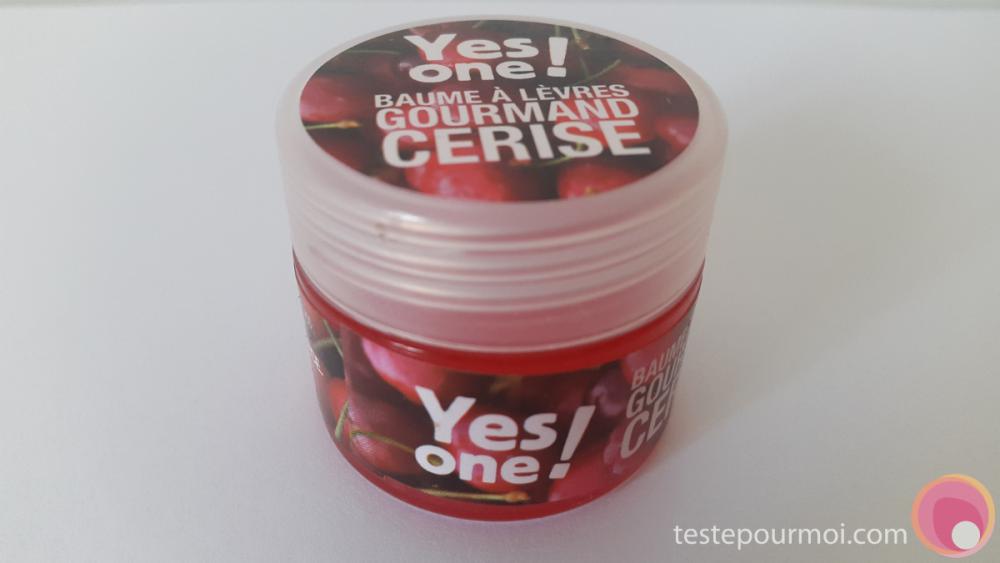 Yes
one!
BAUME À LÈVRES
GOURMAND
CERISE
Yes
one!
testepourmoi.com